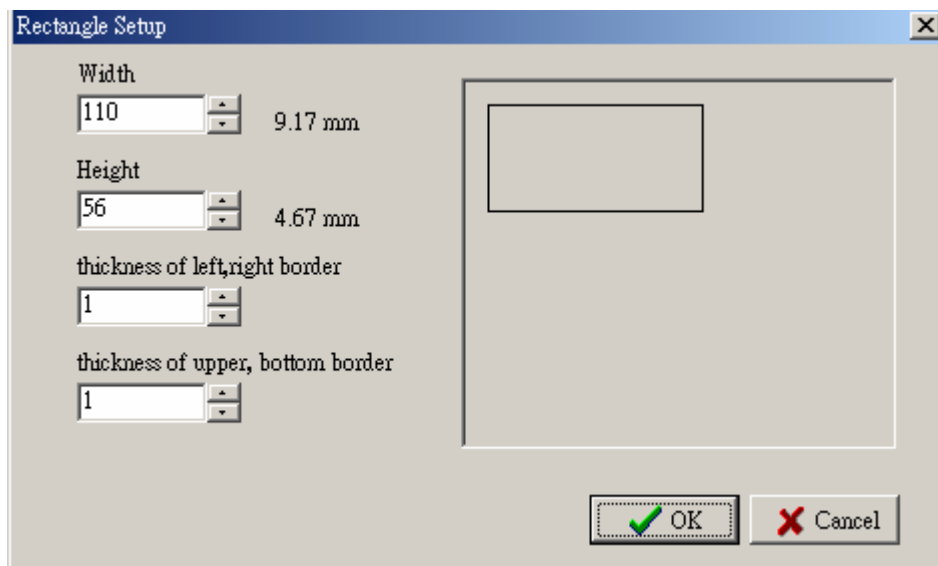 Rectangle Setup
Width
110
9.17 mm
Height
56
4.67 mm
thickness of left,right border
1
thickness of upper, bottom border
1
OK
Cancel